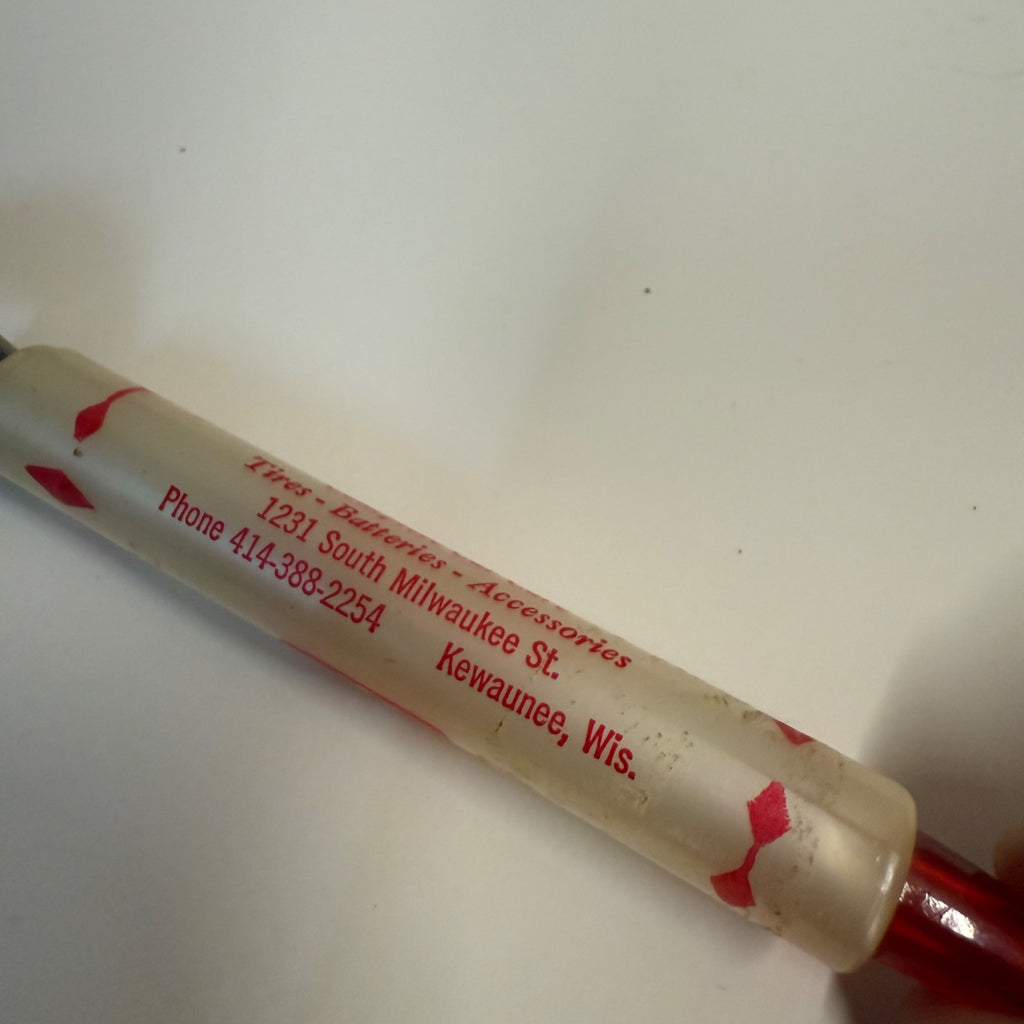 Tires - Batteries - Accessories
1231 South Milwaukee St.
Phone 414-388-2254 Kewaunee, Wis.